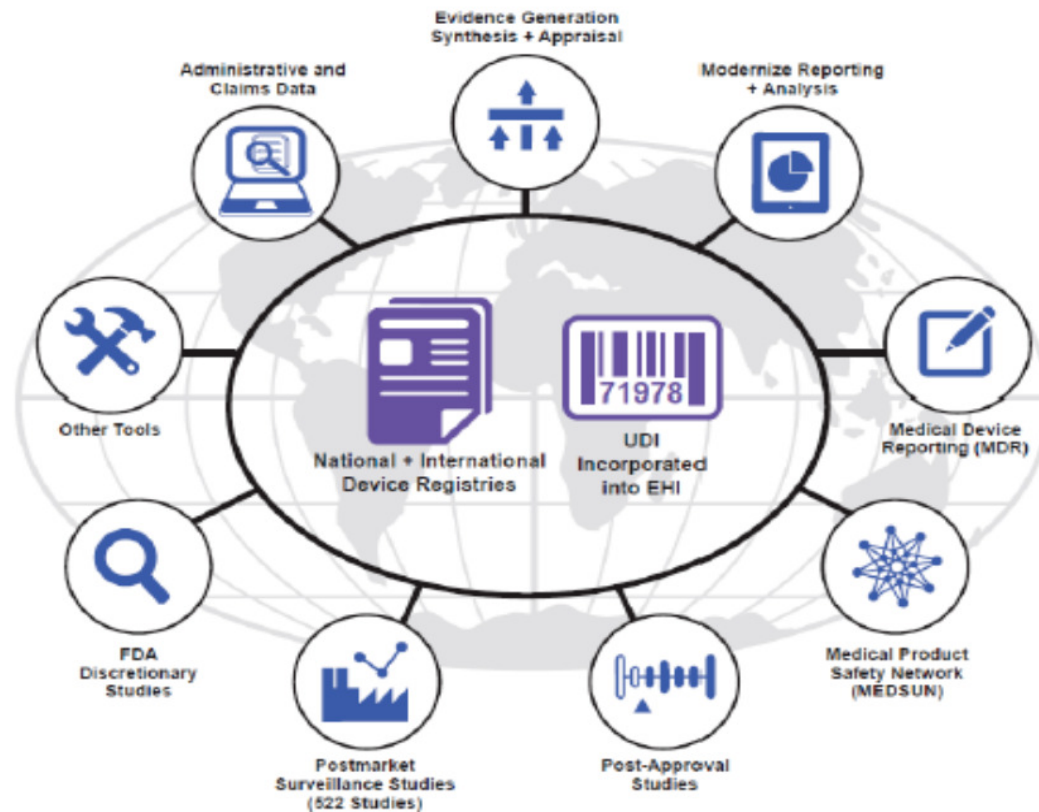 Evidence Generation
Synthesis + Appraisal
Administrative and
Claims Data
Modernize Reporting
+ Analysis
Other Tools
National + International
Device Registries
71978
UDI
Incorporated
into EHI
Medical Device
Reporting (MDR)
FDA
Discretionary
Studies
Medical Product
Safety Network
(MEDSUN)
Postmarket
Surveillance Studies
(522 Studies)
Post-Approval
Studies